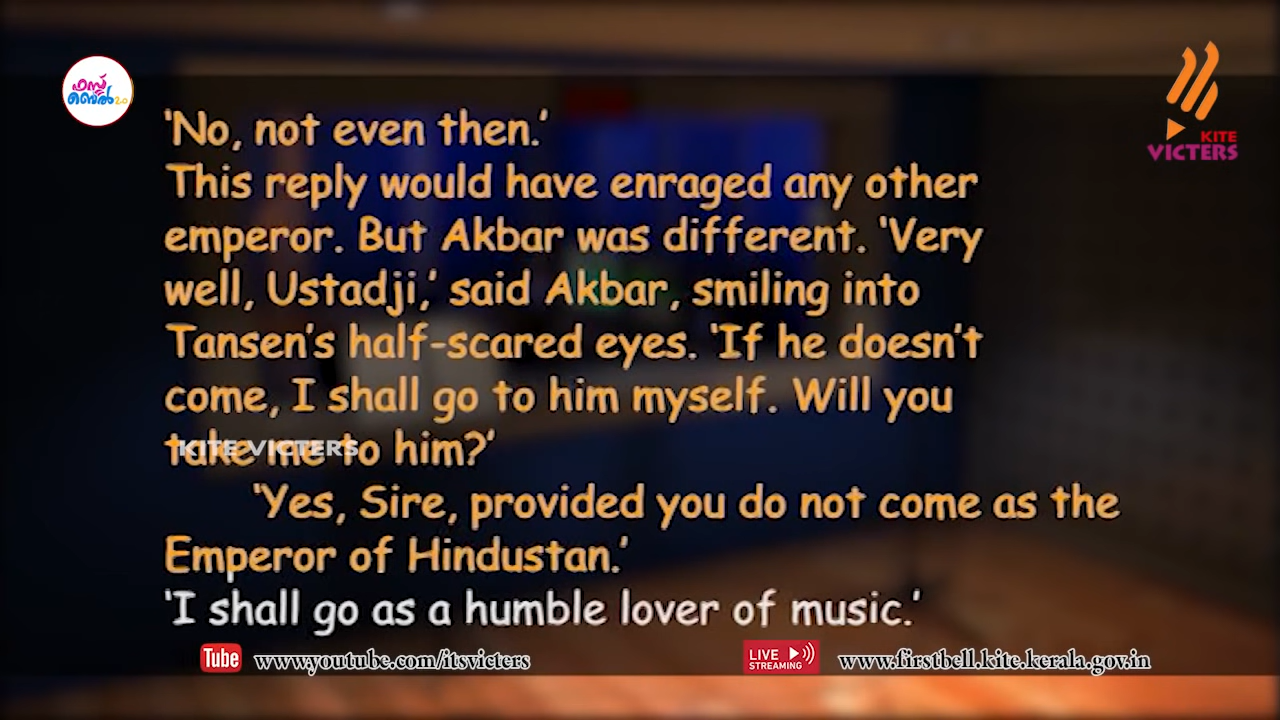 ഫസ്റ്റ്
ബെൽ 2.0
KITE
VICTERS
'No, not even then.'
This reply would have enraged any other
emperor. But Akbar was different. 'Very
well, Ustadji,' said Akbar, smiling into
Tansen's half-scared eyes. 'If he doesn't
come, I shall go to him myself. Will you
take me to him?'
KITE VICTERS
'Yes, Sire, provided you do not come as the
Emperor of Hindustan.'
'I shall go as a humble lover of music.'
Tube www.youtube.com/itsvicters
LIVE
STREAMING
www.firstbell.kite.kerala.gov.in